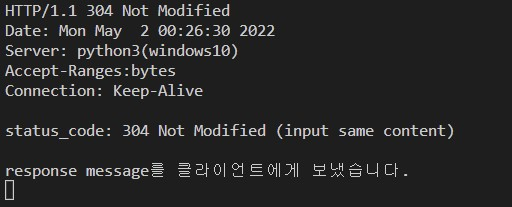 HTTP/1.1 304 Not Modified
Date: Mon May  2 00:26:30 2022
Server: python3(windows10)
Accept-Ranges:bytes
Connection: Keep-Alive
status_code: 304 Not Modified (input same content)
response message를 클라이언트에게 보냈습니다.